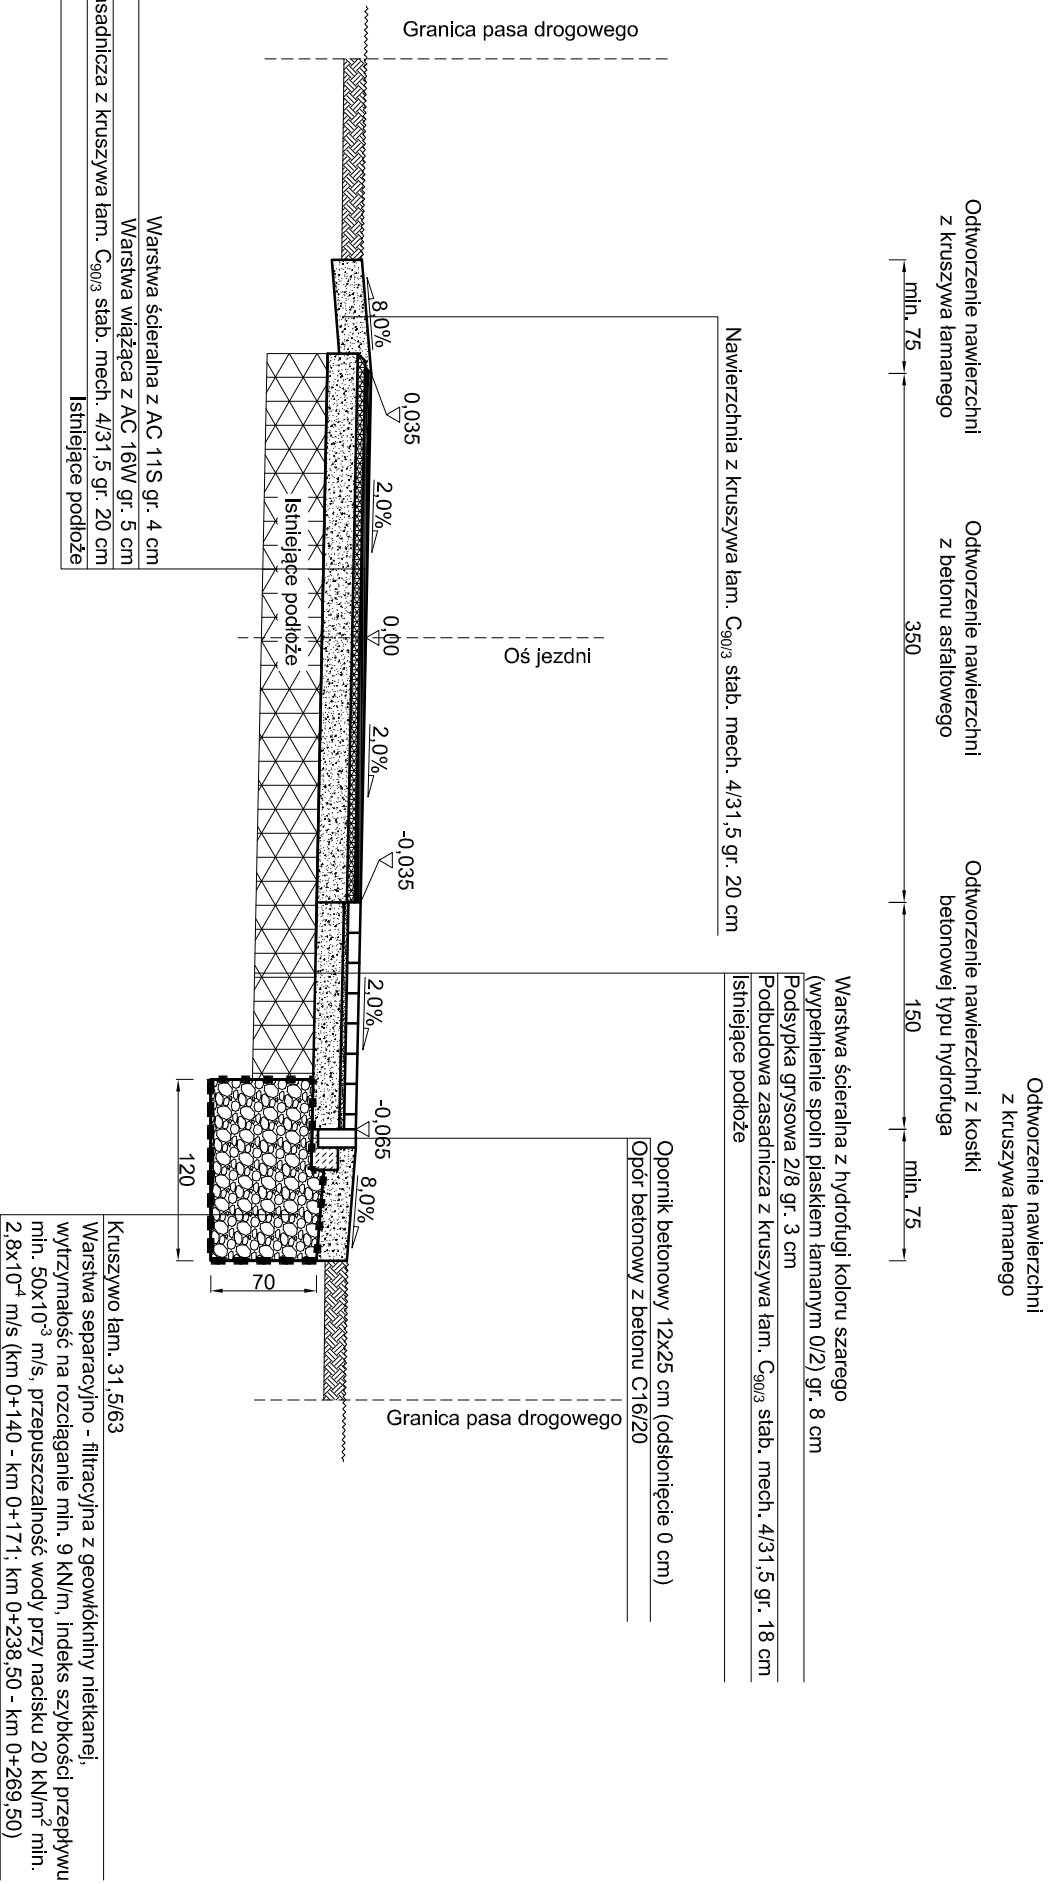 Odtworzenie nawierzchni
z kruszywa łamanego
Odtworzenie nawierzchni
z kruszywa łamanego
Odtworzenie nawierzchni
z betonu asfaltowego
Odtworzenie nawierzchni z kostki
betonowej typu hydrofuga
min. 75
350
150
min. 75
Warstwa ścieralna z hydrofugi koloru szarego
(wypełnienie spoin piaskiem łamanym 0/2) gr. 8 cm
Podsypka grysowa 2/8 gr. 3 cm
Podbudowa zasadnicza z kruszywa łam. C90/3 stab. mech. 4/31,5 gr. 18 cm
Istniejące podłoże
Nawierzchnia z kruszywa łam. C90/3 stab. mech. 4/31,5 gr. 20 cm
Opornik betonowy 12x25 cm (odsłonięcie 0 cm)
Opór betonowy z betonu C16/20
Granica pasa drogowego
Oś jezdni
Granica pasa drogowego
8,0%
0,035
2,0%
0,00
2,0%
-0,035
2,0%
-0,065
8,0%
Istniejące podłoże
120
70
Warstwa ścieralna z AC 11S gr. 4 cm
Warstwa wiążąca z AC 16W gr. 5 cm
asadnicza z kruszywa łam. C90/3 stab. mech. 4/31,5 gr. 20 cm
Istniejące podłoże
Kruszywo łam. 31,5/63
Warstwa separacyjno - filtracyjna z geowłókniny nietkanej,
wytrzymałość na rozciąganie min. 9 kN/m, indeks szybkości przepływu
min. 50x10⁻³ m/s, przepuszczalność wody przy nacisku 20 kN/m² min.
2,8x10⁻⁴ m/s (km 0+140 - km 0+171; km 0+238,50 - km 0+269,50)